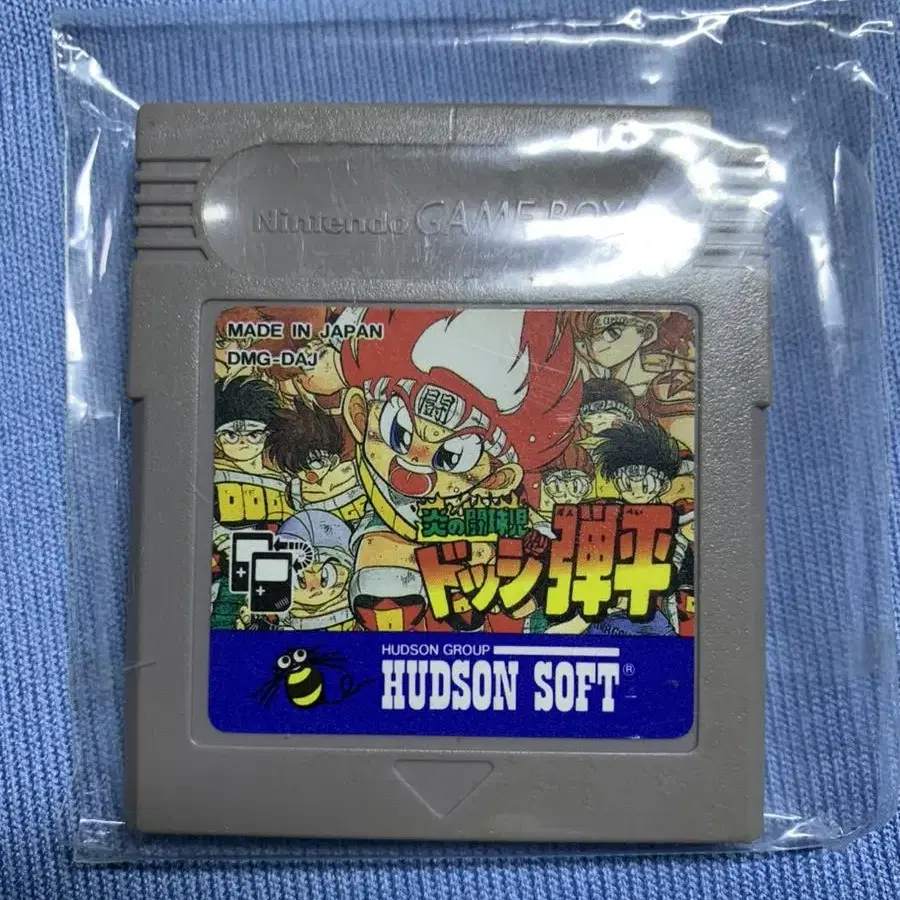 Nintendo GAME BOY
MADE IN JAPAN
DMG-DAJ
闘
炎の闘球児
ドッジ弾平
HUDSON GROUP
HUDSON SOFT®